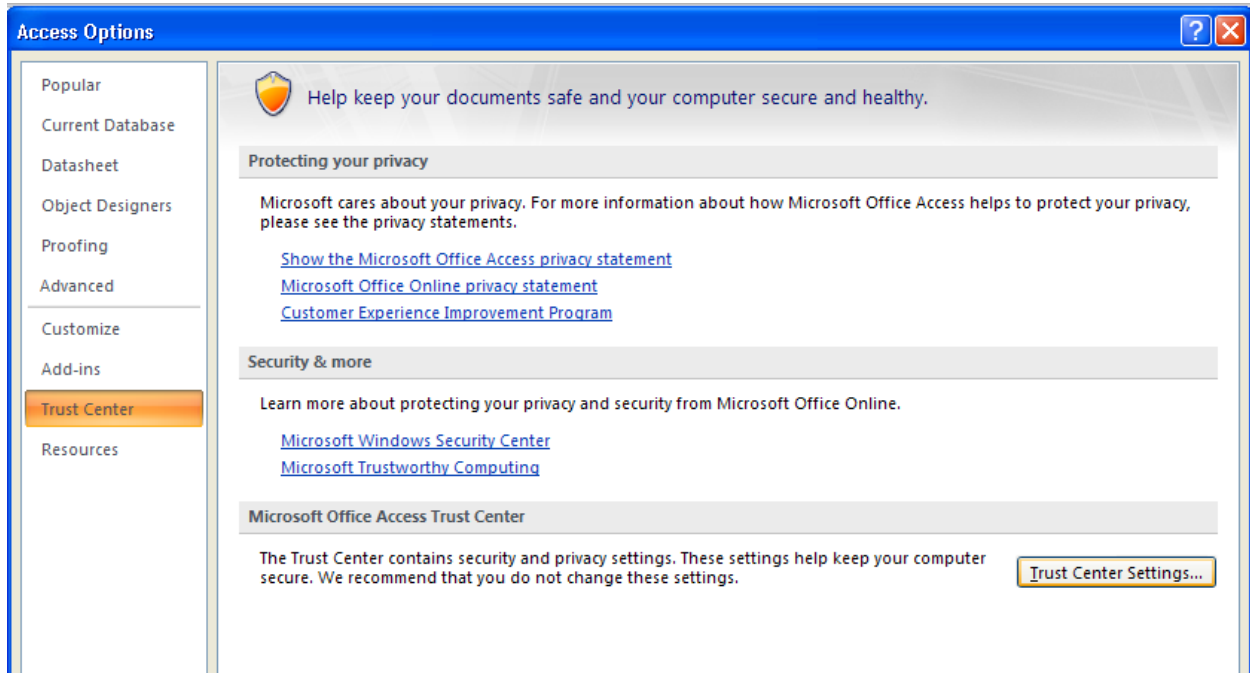 Access Options
Popular
Current Database
Datasheet
Object Designers
Proofing
Advanced
Customize
Add-ins
Trust Center
Resources
Help keep your documents safe and your computer secure and healthy.
Protecting your privacy
Microsoft cares about your privacy. For more information about how Microsoft Office Access helps to protect your privacy,
please see the privacy statements.
Show the Microsoft Office Access privacy statement
Microsoft Office Online privacy statement
Customer Experience Improvement Program
Security & more
Learn more about protecting your privacy and security from Microsoft Office Online.
Microsoft Windows Security Center
Microsoft Trustworthy Computing
Microsoft Office Access Trust Center
The Trust Center contains security and privacy settings. These settings help keep your computer
secure. We recommend that you do not change these settings.
Trust Center Settings...